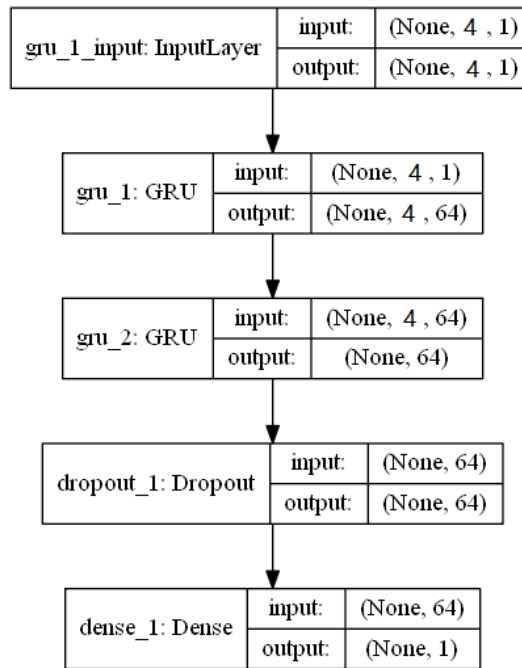 gru_1_input: InputLayer
input: (None, 4 , 1)
output: (None, 4 , 1)
gru_1: GRU
input: (None, 4 , 1)
output: (None, 4 , 64)
gru_2: GRU
input: (None, 4 , 64)
output: (None, 64)
dropout_1: Dropout
input: (None, 64)
output: (None, 64)
dense_1: Dense
input: (None, 64)
output: (None, 1)